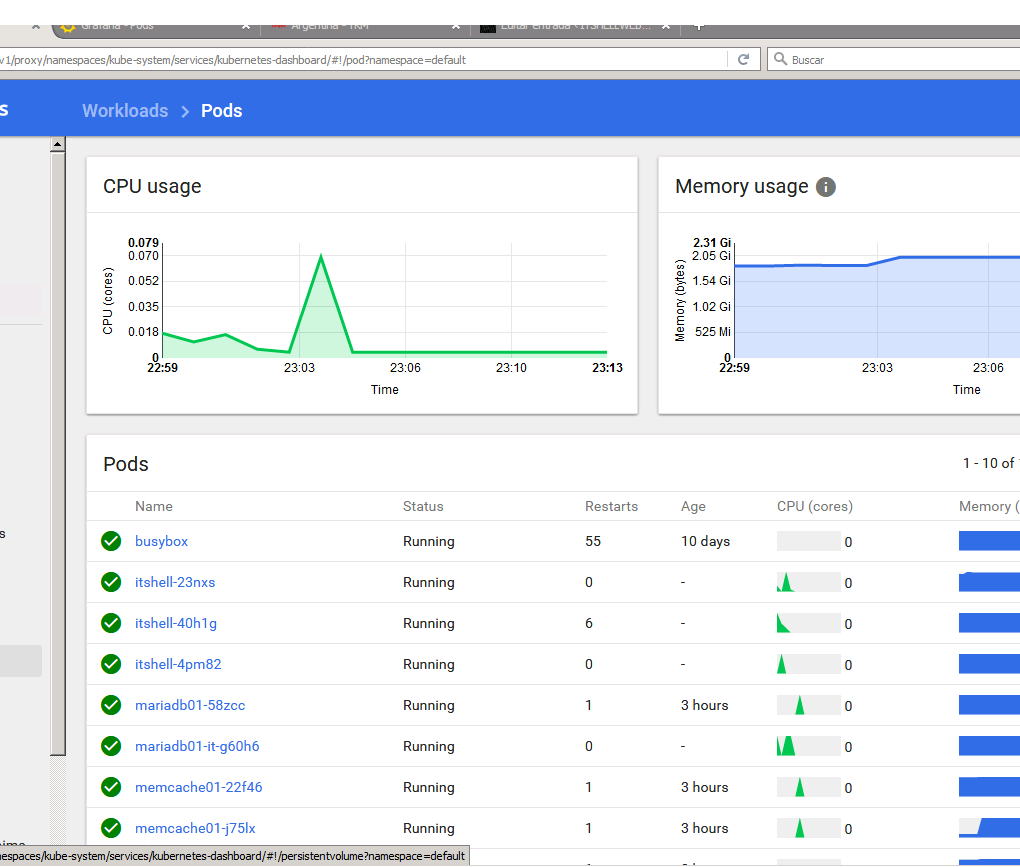 Grafana - Pods
Argentina - TKM
Editar entrada <ITSHELLWEB...
v1/proxy/namespaces/kube-system/services/kubernetes-dashboard/#!/pod?namespace=default
Buscar
s
Workloads > Pods
CPU usage
Memory usage i
0.079
0.070
0.052
0.035
0.018
0
CPU (cores)
22:59 23:03 23:06 23:10 23:13
Time
2.31 Gi
2.05 Gi
1.54 Gi
1.02 Gi
525 Mi
0
Memory (bytes)
22:59 23:03 23:06
Time
Pods
1 - 10 of
Name Status Restarts Age CPU (cores) Memory (
s
busybox Running 55 10 days 0
itshell-23nxs Running 0 - 0
itshell-40h1g Running 6 - 0
itshell-4pm82 Running 0 - 0
mariadb01-58zcc Running 1 3 hours 0
mariadb01-it-g60h6 Running 0 - 0
memcache01-22f46 Running 1 3 hours 0
memcache01-j75lx Running 1 3 hours 0
espaces/kube-system/services/kubernetes-dashboard/#!/persistentvolume?namespace=default